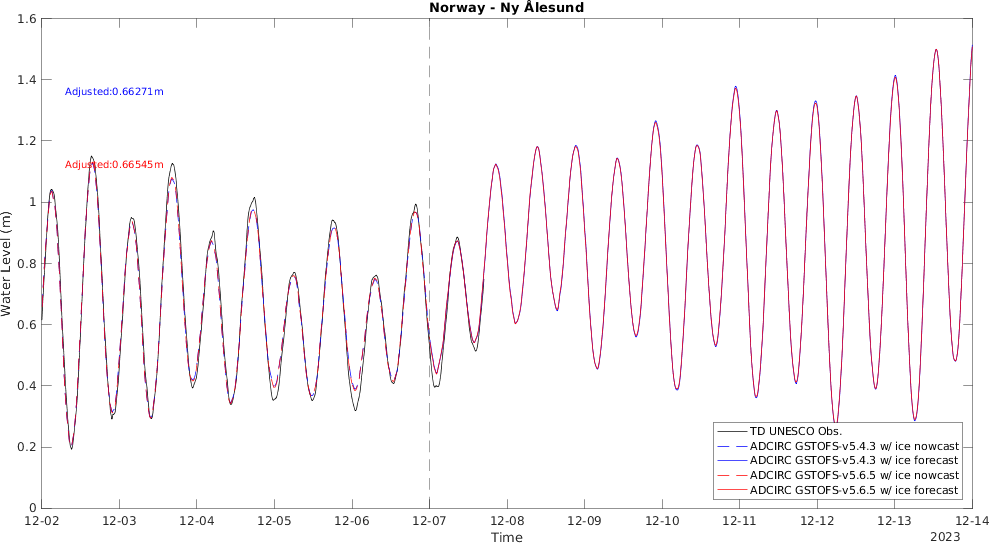 Norway - Ny Ålesund
1.6
1.4
1.2
1
0.8
0.6
0.4
0.2
0
Water Level (m)
Adjusted:0.66271m
Adjusted:0.66545m
TD UNESCO Obs.
ADCIRC GSTOFS-v5.4.3 w/ ice nowcast
ADCIRC GSTOFS-v5.4.3 w/ ice forecast
ADCIRC GSTOFS-v5.6.5 w/ ice nowcast
ADCIRC GSTOFS-v5.6.5 w/ ice forecast
12-02 12-03 12-04 12-05 12-06 12-07 12-08 12-09 12-10 12-11 12-12 12-13 12-14
Time
2023